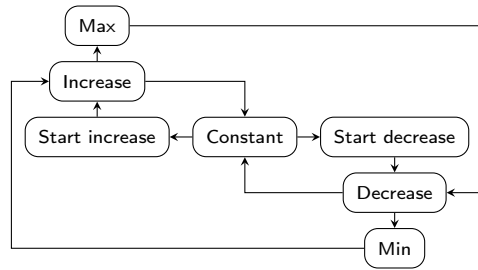 Max
Increase
Start increase
Constant
Start decrease
Decrease
Min